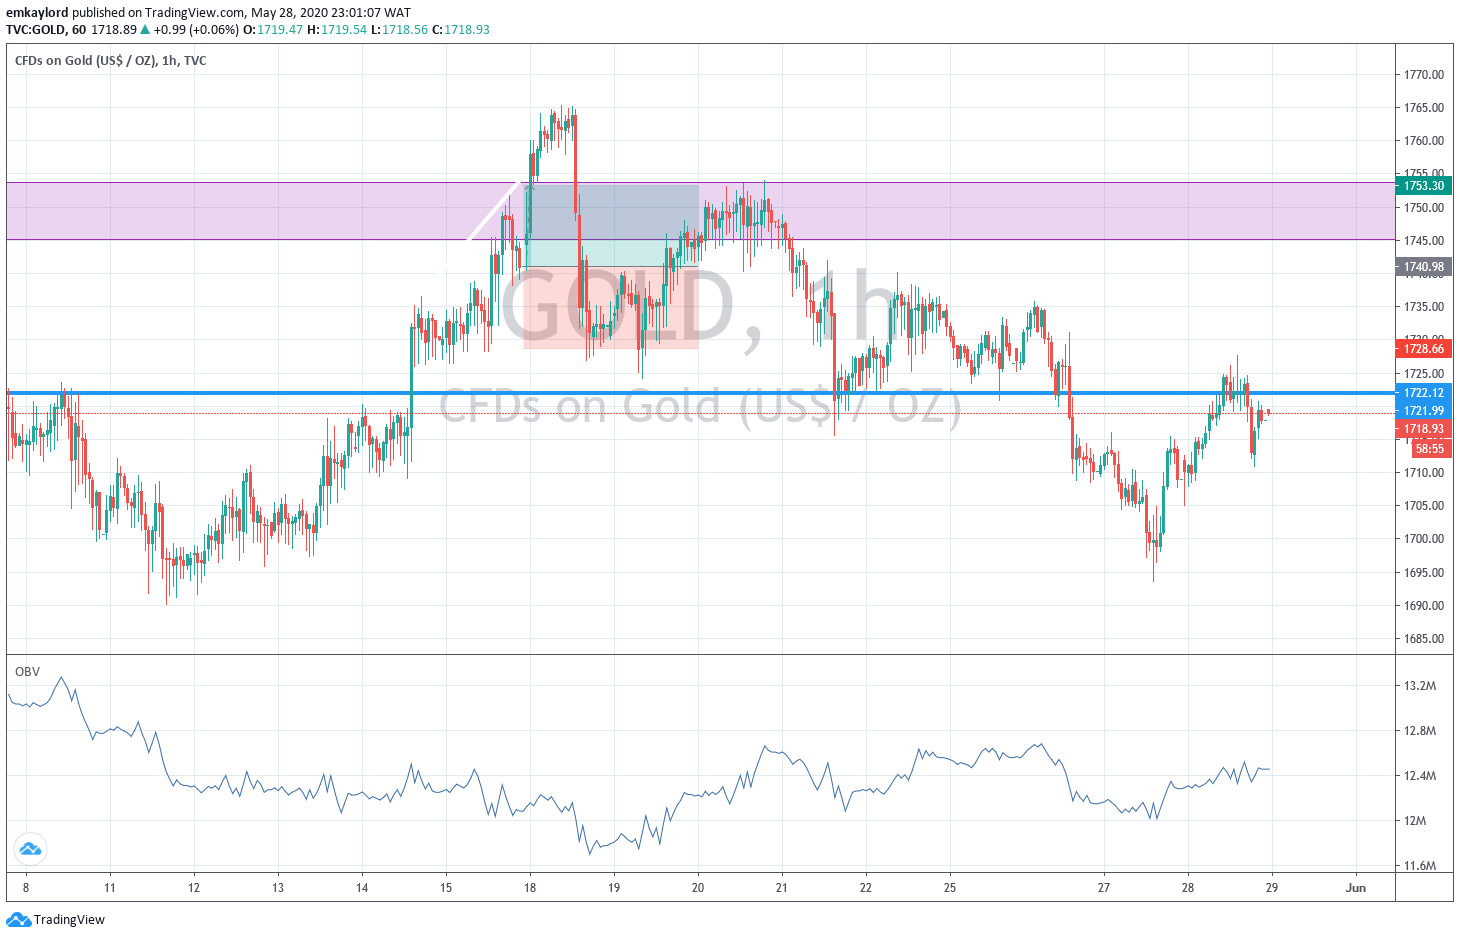 emkaylord published on TradingView.com, May 28, 2020 23:01:07 WAT
TVC:GOLD, 60 1718.89 ▲ +0.99 (+0.06%) O:1719.47 H:1719.54 L:1718.56 C:1718.93
CFDs on Gold (US$ / OZ), 1h, TVC
GOLD, 1h
CFDs on Gold (US$ / OZ)
1770.00
1765.00
1760.00
1755.00
1753.30
1750.00
1745.00
1740.98
1735.00
1730.00
1728.66
1725.00
1722.12
1721.99
1718.93
58:55
1710.00
1705.00
1700.00
1695.00
1690.00
1685.00
OBV
13.2M
12.8M
12.4M
12M
11.6M
8 11 12 13 14 15 18 19 20 21 22 25 27 28 29 Jun
TradingView